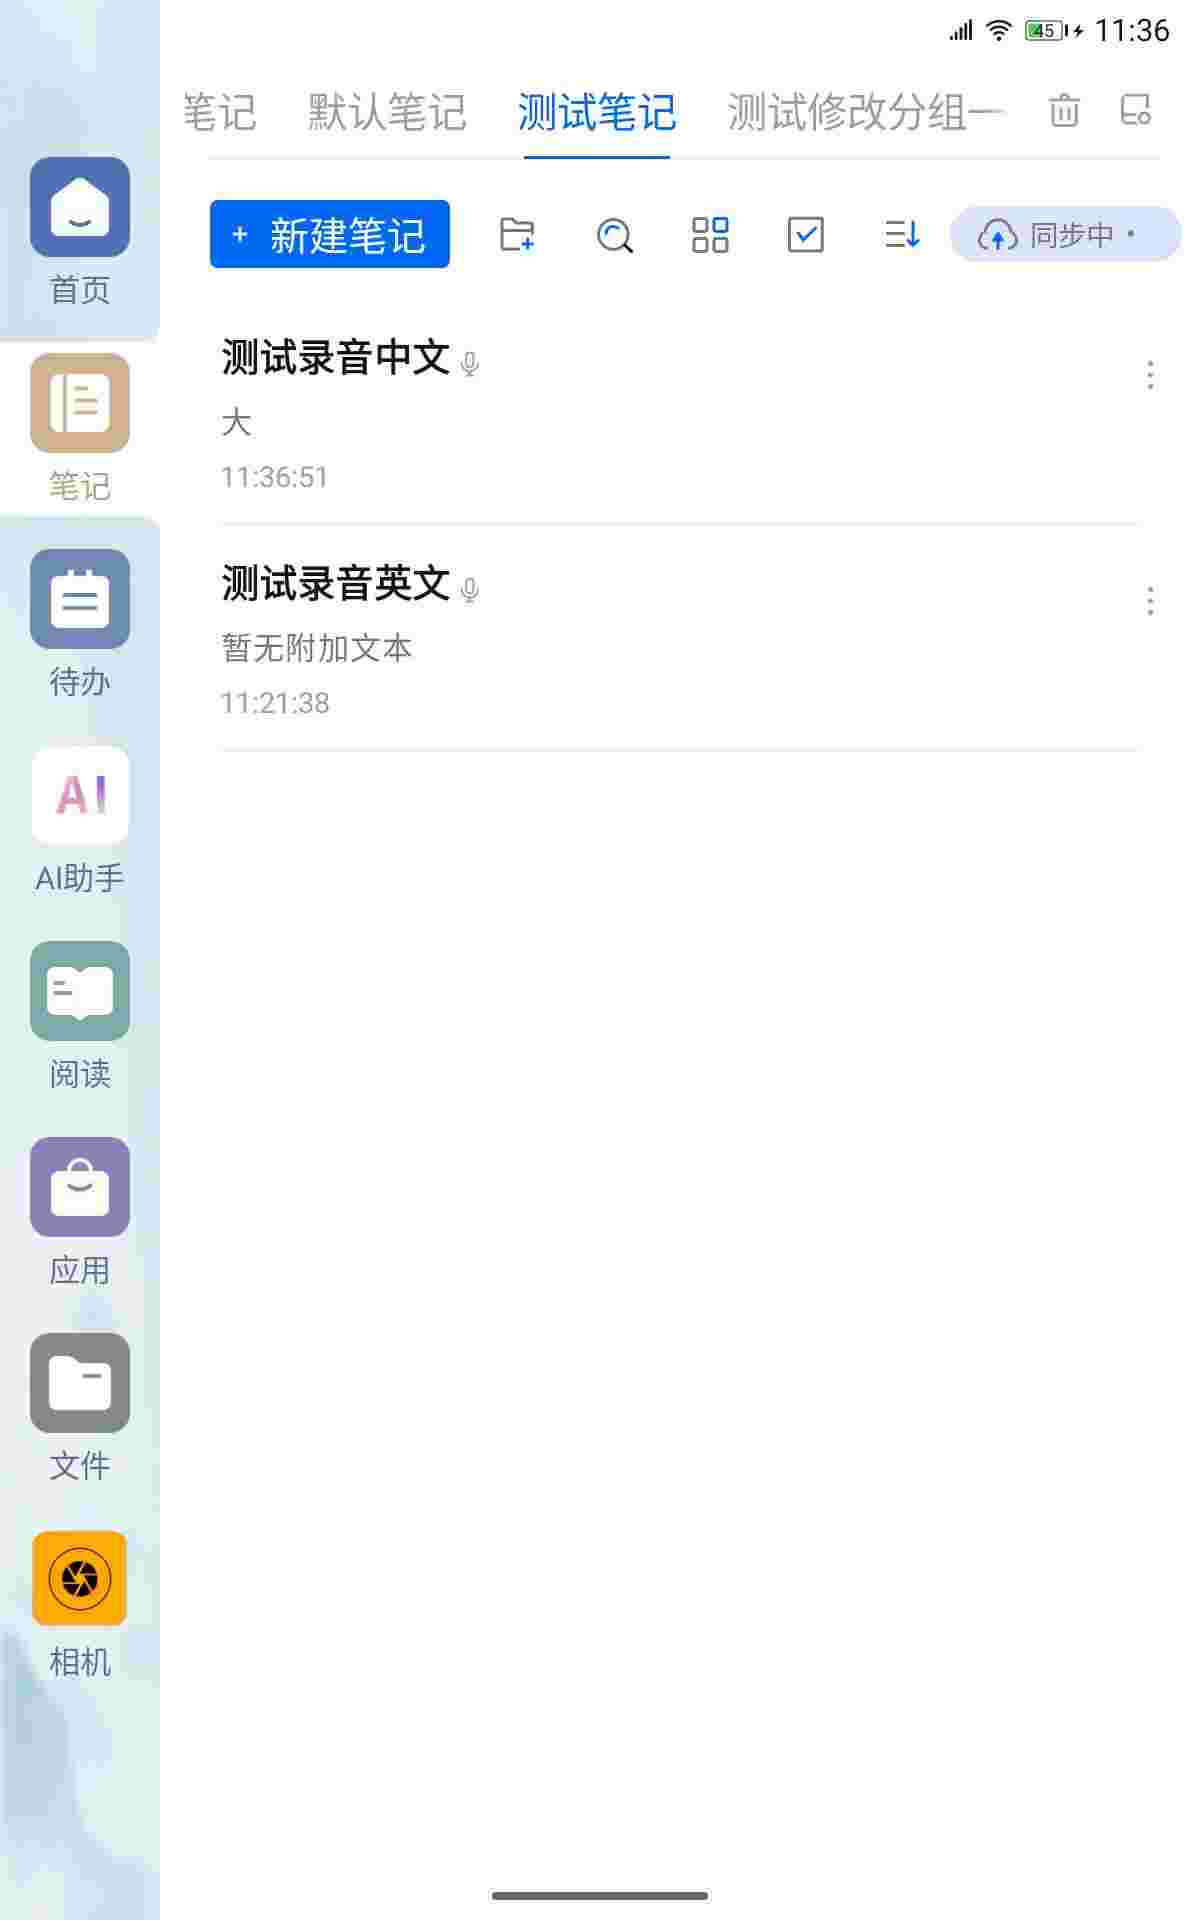 45 11:36
笔记 默认笔记 测试笔记 测试修改分组一
+ 新建笔记 同步中
首页
测试录音中文
大
11:36:51
笔记
测试录音英文
暂无附加文本
11:21:38
待办
AI
AI助手
阅读
应用
文件
相机